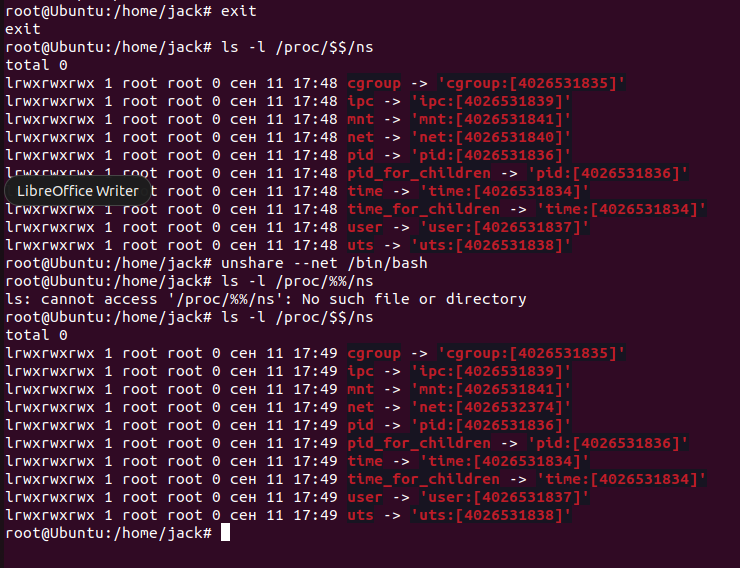 root@Ubuntu:/home/jack# exit
exit
root@Ubuntu:/home/jack# ls -l /proc/$$/ns
total 0
lrwxrwxrwx 1 root root 0 сен 11 17:48 cgroup -> 'cgroup:[4026531835]'
lrwxrwxrwx 1 root root 0 сен 11 17:48 ipc -> 'ipc:[4026531839]'
lrwxrwxrwx 1 root root 0 сен 11 17:48 mnt -> 'mnt:[4026531841]'
lrwxrwxrwx 1 root root 0 сен 11 17:48 net -> 'net:[4026531840]'
lrwxrwxrwx 1 root root 0 сен 11 17:48 pid -> 'pid:[4026531836]'
lrwxrwxrwx 1 root root 0 сен 11 17:48 pid_for_children -> 'pid:[4026531836]'
LibreOffice Writer root 0 сен 11 17:48 time -> 'time:[4026531834]'
lrwxrwxrwx 1 root root 0 сен 11 17:48 time_for_children -> 'time:[4026531834]'
lrwxrwxrwx 1 root root 0 сен 11 17:48 user -> 'user:[4026531837]'
lrwxrwxrwx 1 root root 0 сен 11 17:48 uts -> 'uts:[4026531838]'
root@Ubuntu:/home/jack# unshare --net /bin/bash
root@Ubuntu:/home/jack# ls -l /proc/%%/ns
ls: cannot access '/proc/%%/ns': No such file or directory
root@Ubuntu:/home/jack# ls -l /proc/$$/ns
total 0
lrwxrwxrwx 1 root root 0 сен 11 17:49 cgroup -> 'cgroup:[4026531835]'
lrwxrwxrwx 1 root root 0 сен 11 17:49 ipc -> 'ipc:[4026531839]'
lrwxrwxrwx 1 root root 0 сен 11 17:49 mnt -> 'mnt:[4026531841]'
lrwxrwxrwx 1 root root 0 сен 11 17:49 net -> 'net:[4026532374]'
lrwxrwxrwx 1 root root 0 сен 11 17:49 pid -> 'pid:[4026531836]'
lrwxrwxrwx 1 root root 0 сен 11 17:49 pid_for_children -> 'pid:[4026531836]'
lrwxrwxrwx 1 root root 0 сен 11 17:49 time -> 'time:[4026531834]'
lrwxrwxrwx 1 root root 0 сен 11 17:49 time_for_children -> 'time:[4026531834]'
lrwxrwxrwx 1 root root 0 сен 11 17:49 user -> 'user:[4026531837]'
lrwxrwxrwx 1 root root 0 сен 11 17:49 uts -> 'uts:[4026531838]'
root@Ubuntu:/home/jack#